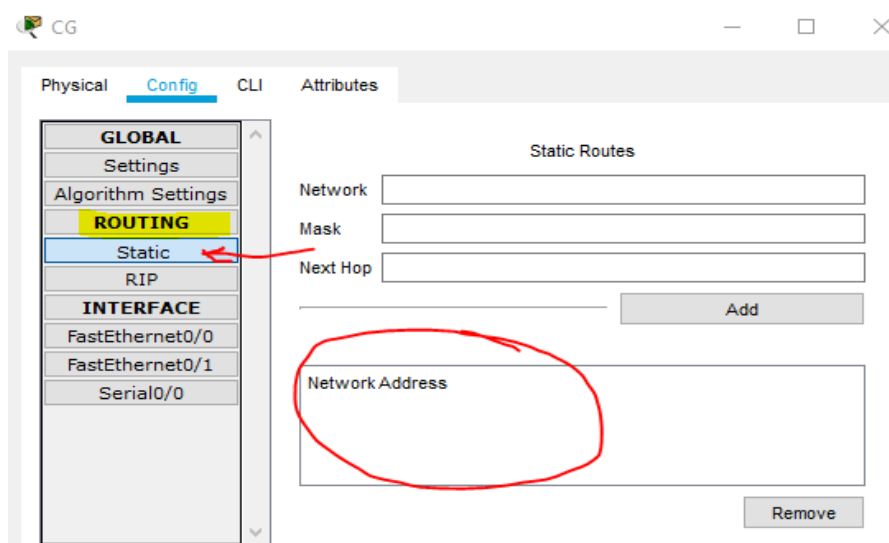 CG
Physical Config CLI Attributes
GLOBAL
Settings
Algorithm Settings
ROUTING
Static
RIP
INTERFACE
FastEthernet0/0
FastEthernet0/1
Serial0/0
Static Routes
Network
Mask
Next Hop
Add
Network Address
Remove